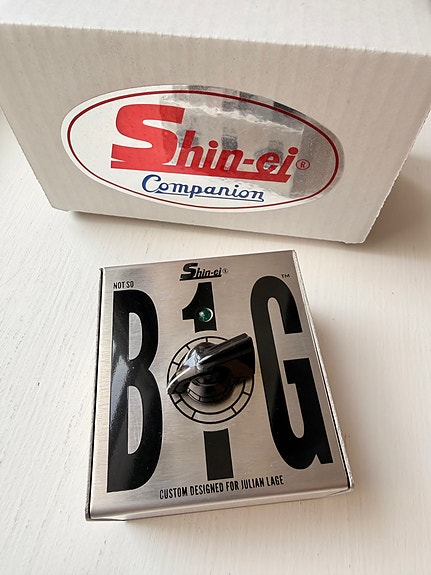 Shin-ei®
Companion
Shin-ei®
NOT SO
™
B1G
CUSTOM DESIGNED FOR JULIAN LAGE